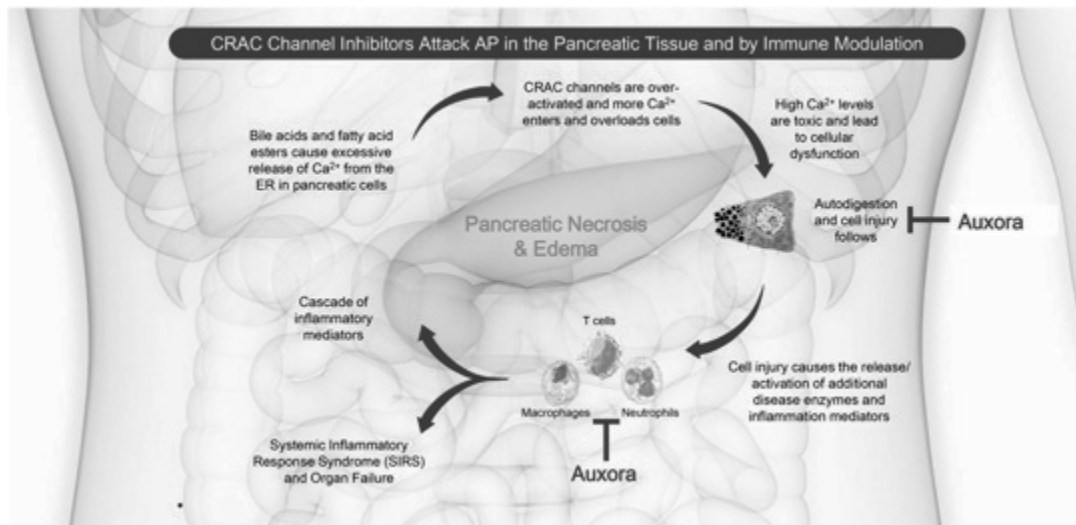 CRAC Channel Inhibitors Attack AP in the Pancreatic Tissue and by Immune Modulation
CRAC channels are over-
activated and more Ca²⁺
enters and overloads cells
High Ca²⁺ levels
are toxic and lead
to cellular
dysfunction
Bile acids and fatty acid
esters cause excessive
release of Ca²⁺ from the
ER in pancreatic cells
Autodigestion
and cell injury
follows
Auxora
Pancreatic Necrosis
& Edema
Cascade of
inflammatory
mediators
T cells
Macrophages
Neutrophils
Cell injury causes the release/
activation of additional
disease enzymes and
inflammation mediators
Auxora
Systemic Inflammatory
Response Syndrome (SIRS)
and Organ Failure